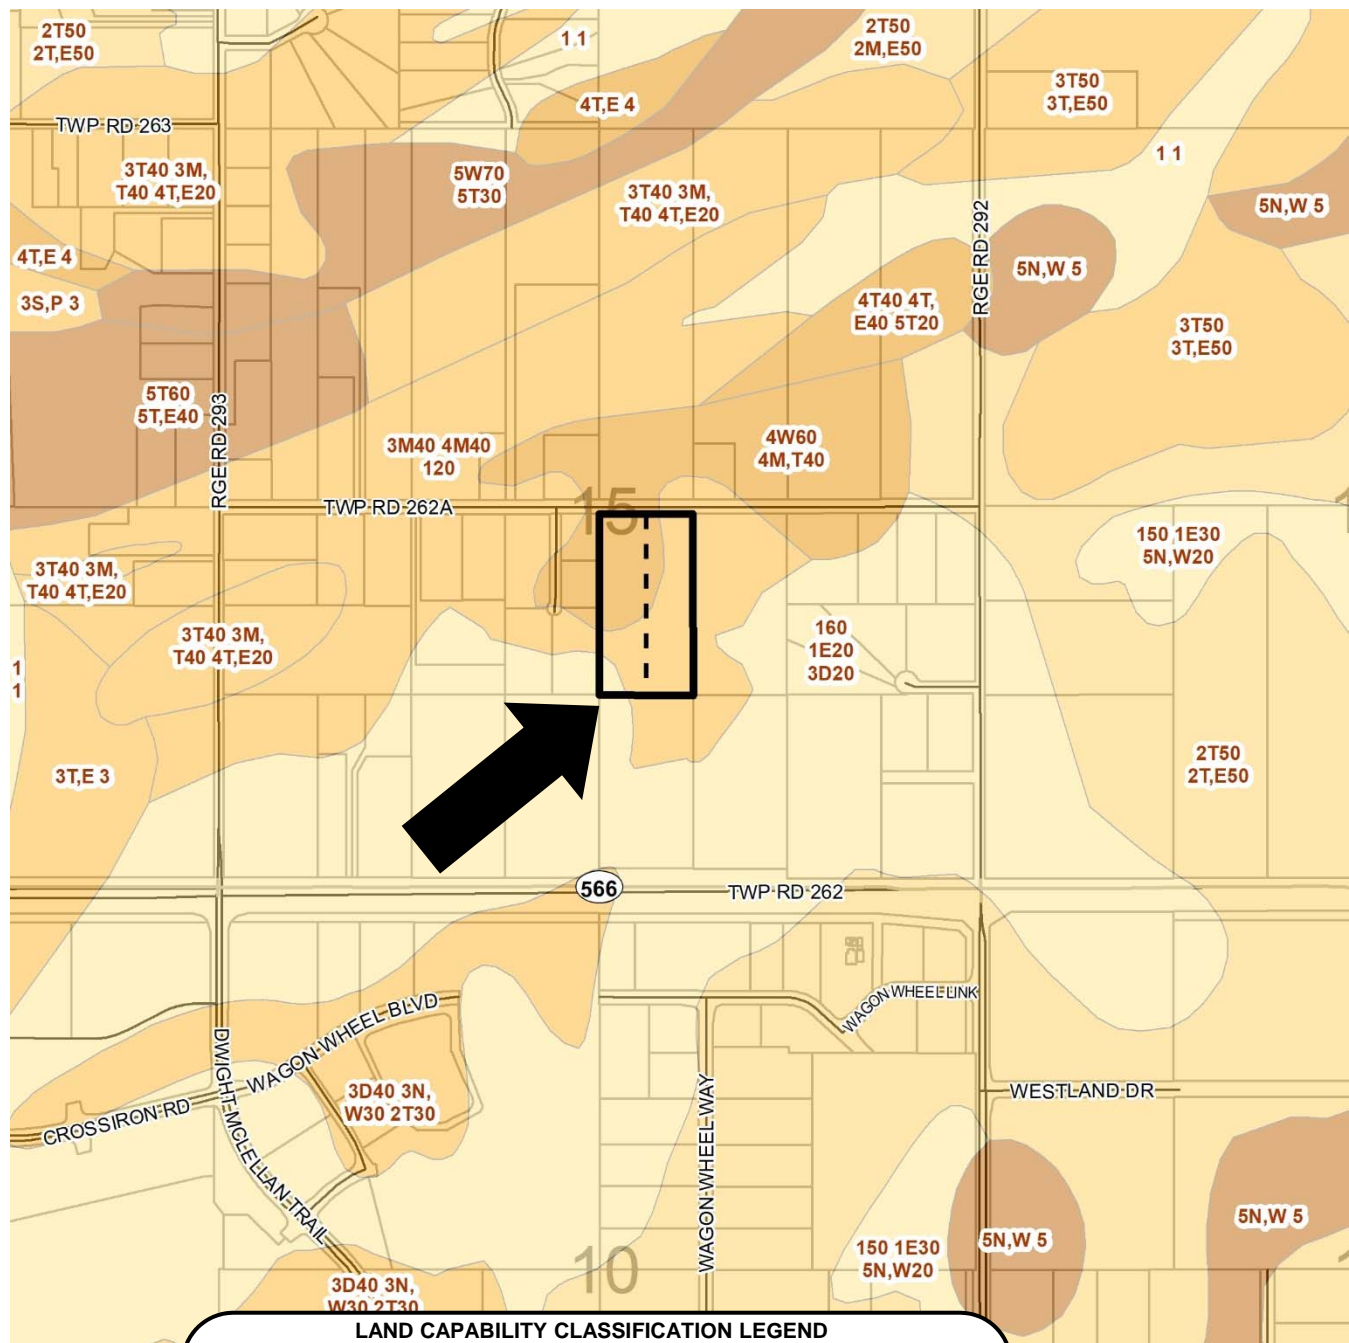 2T50
2T,E50
1 1
2T50
2M,E50
4T,E 4
3T50
3T,E50
TWP RD 263
3T40 3M,
T40 4T,E20
5W70
5T30
3T40 3M,
T40 4T,E20
1 1
5N,W 5
4T,E 4
3S,P 3
RGE RD 292
5N,W 5
4T40 4T,
E40 5T20
3T50
3T,E50
5T60
5T,E40
RGE RD 293
3M40 4M40
120
4W60
4M,T40
TWP RD 262A
15
1
150 1E30
5N,W20
3T40 3M,
T40 4T,E20
3T40 3M,
T40 4T,E20
160
1E20
3D20
1
1
3T,E 3
2T50
2T,E50
566
TWP RD 262
WAGON WHEEL LINK
WAGON WHEEL BLVD
CROSSIRON RD
DWIGHT MCLELLAN TRAIL
3D40 3N,
W30 2T30
WAGON WHEEL WAY
WESTLAND DR
150 1E30
5N,W20
5N,W 5
5N,W 5
10
1
3D40 3N,
W30 2T30
LAND CAPABILITY CLASSIFICATION LEGEND